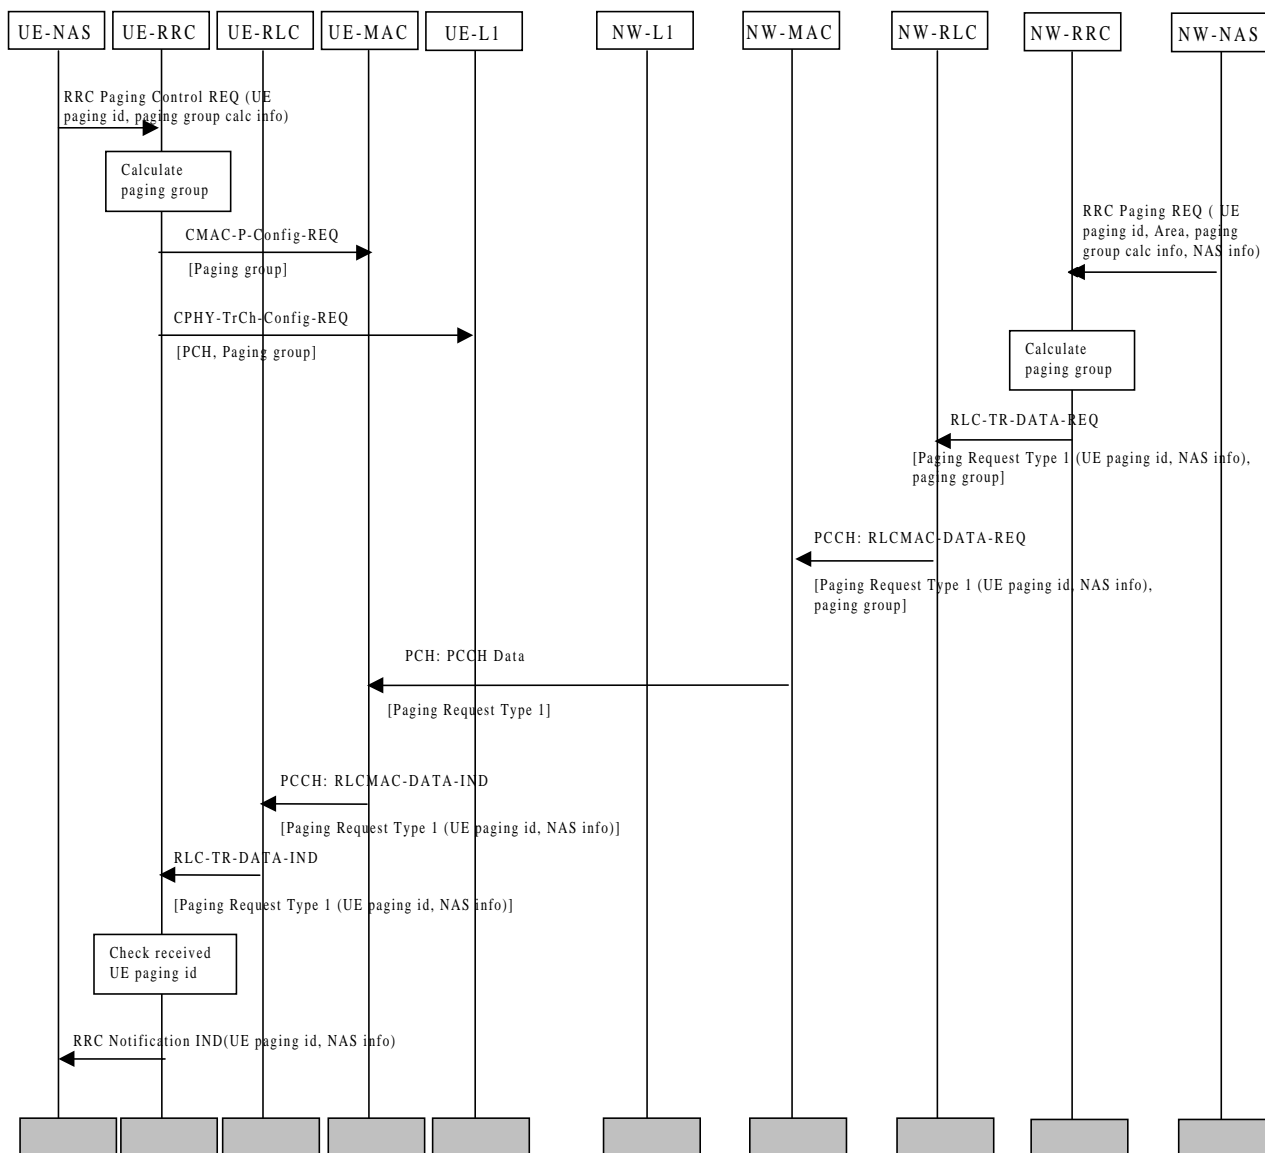 UE-NAS
UE-RRC
UE-RLC
UE-MAC
UE-L1
NW-L1
NW-MAC
NW-RLC
NW-RRC
NW-NAS
RRC Paging Control REQ (UE
paging id, paging group calc info)
Calculate
paging group
RRC Paging REQ ( UE
paging id, Area, paging
group calc info, NAS info)
CMAC-P-Config-REQ
[Paging group]
CPHY-TrCh-Config-REQ
[PCH, Paging group]
Calculate
paging group
RLC-TR-DATA-REQ
[Paging Request Type 1 (UE paging id, NAS info),
paging group]
PCCH: RLCMAC-DATA-REQ
[Paging Request Type 1 (UE paging id, NAS info),
paging group]
PCH: PCCH Data
[Paging Request Type 1]
PCCH: RLCMAC-DATA-IND
[Paging Request Type 1 (UE paging id, NAS info)]
RLC-TR-DATA-IND
[Paging Request Type 1 (UE paging id, NAS info)]
Check received
UE paging id
RRC Notification IND(UE paging id, NAS info)